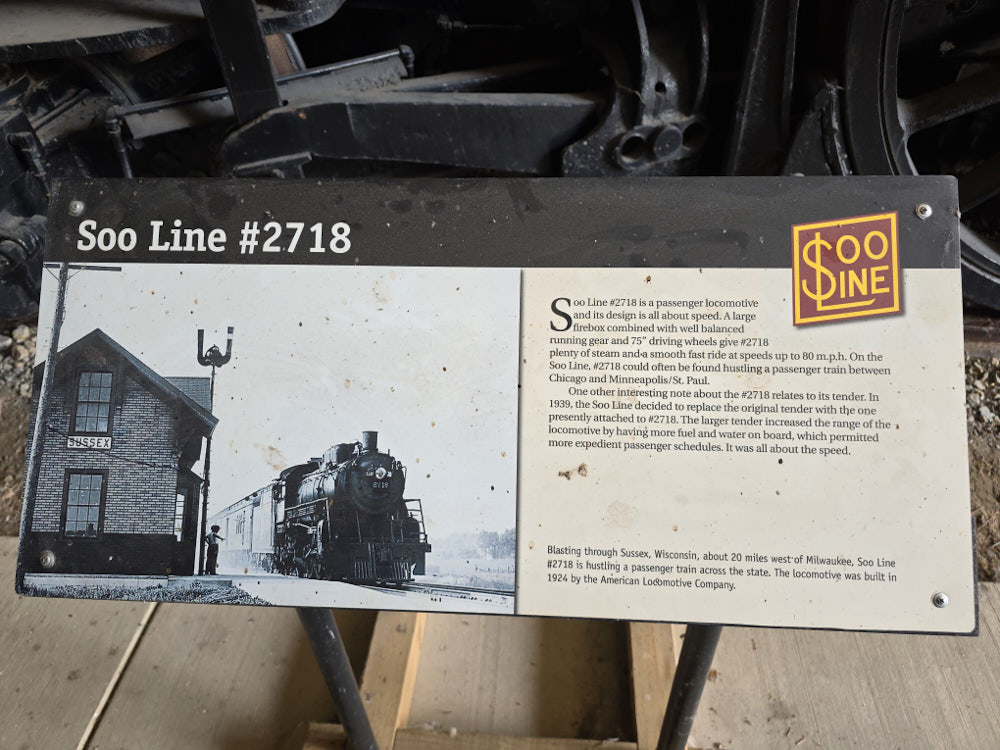 Soo Line #2718
SOO
LINE
SUSSEX
2718
Soo Line #2718 is a passenger locomotive
and its design is all about speed. A large
firebox combined with well balanced
running gear and 75" driving wheels give #2718
plenty of steam and a smooth fast ride at speeds up to 80 m.p.h. On the
Soo Line, #2718 could often be found hustling a passenger train between
Chicago and Minneapolis/St. Paul.
One other interesting note about the #2718 relates to its tender. In
1939, the Soo Line decided to replace the original tender with the one
presently attached to #2718. The larger tender increased the range of the
locomotive by having more fuel and water on board, which permitted
more expedient passenger schedules. It was all about the speed.
Blasting through Sussex, Wisconsin, about 20 miles west of Milwaukee, Soo Line
#2718 is hustling a passenger train across the state. The locomotive was built in
1924 by the American Locomotive Company.